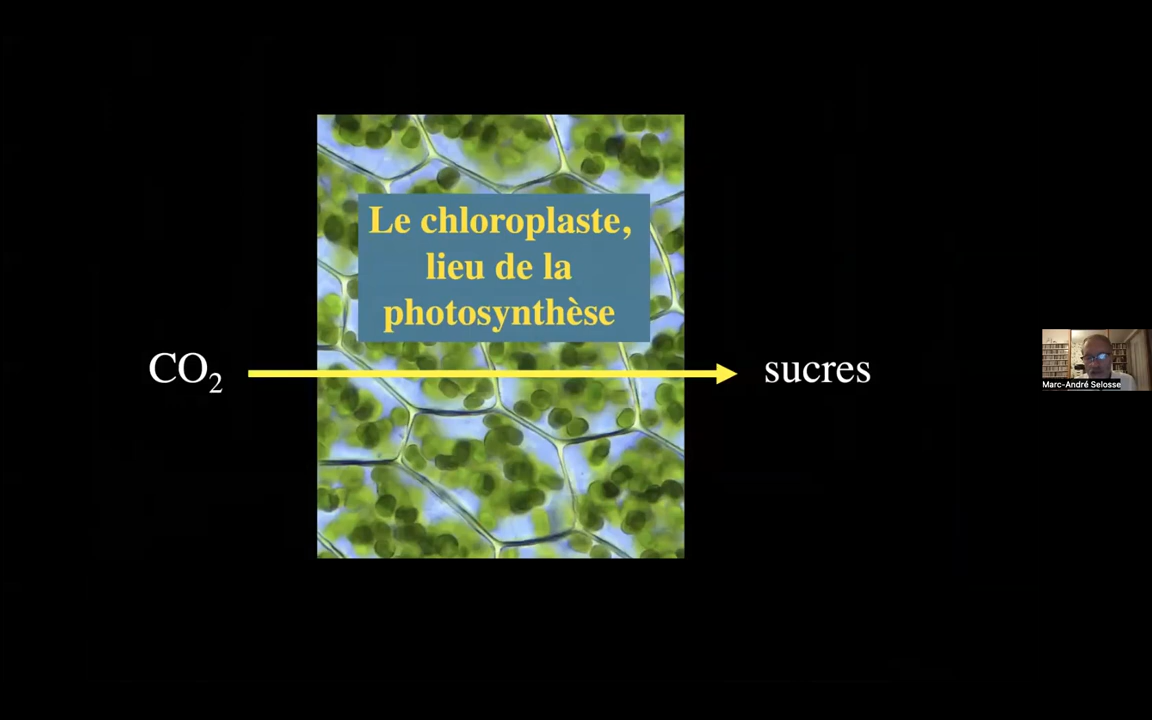 Le chloroplaste,
lieu de la
photosynthèse
CO₂
sucres
Marc-André Selosse